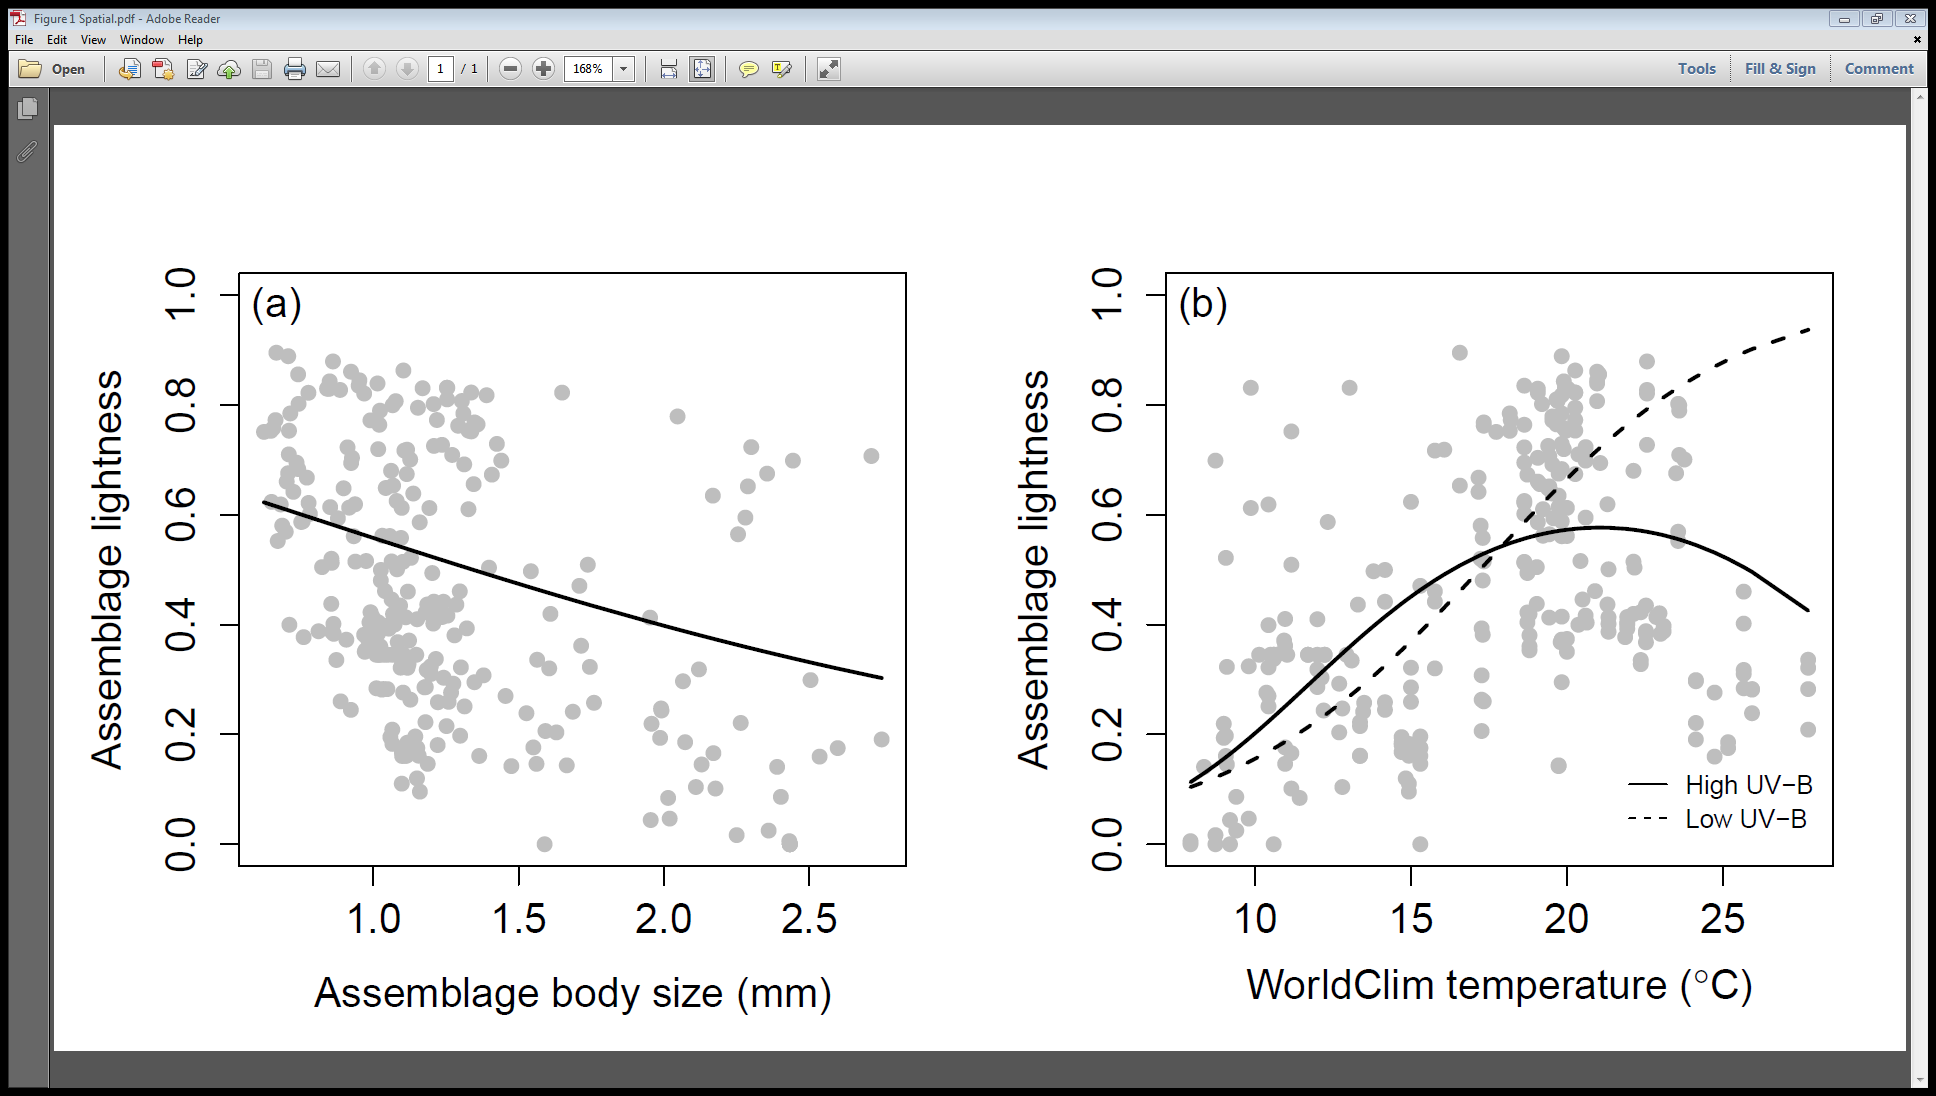 Figure 1 Spatial.pdf - Adobe Reader
File Edit View Window Help
Open 1 / 1 168% Tools Fill & Sign Comment
(a)
Assemblage lightness
0.0 0.2 0.4 0.6 0.8 1.0
1.0 1.5 2.0 2.5
Assemblage body size (mm)
(b)
Assemblage lightness
0.0 0.2 0.4 0.6 0.8 1.0
High UV−B
Low UV−B
10 15 20 25
WorldClim temperature (°C)